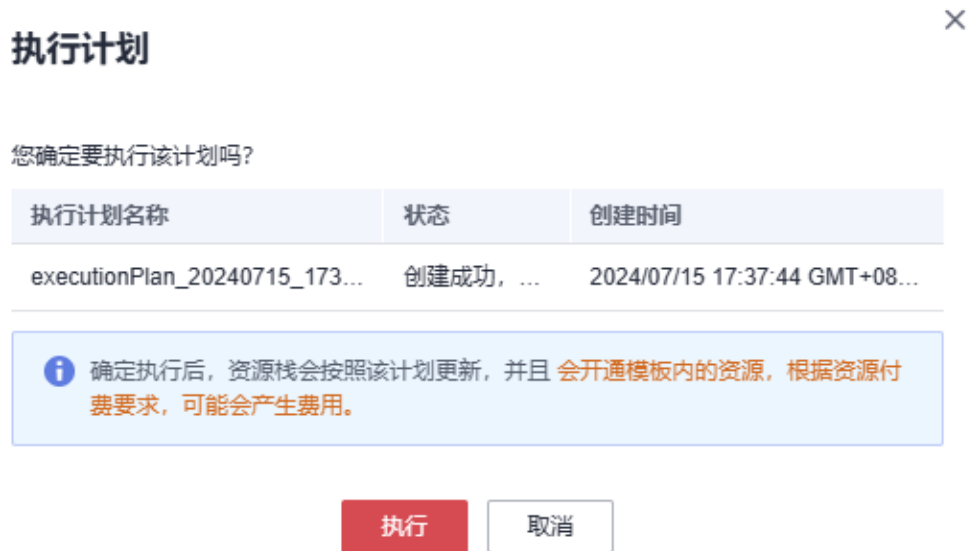 执行计划
您确定要执行该计划吗?
执行计划名称 状态 创建时间
executionPlan_20240715_173... 创建成功，... 2024/07/15 17:37:44 GMT+08...
确定执行后，资源栈会按照该计划更新，并且 会开通模板内的资源，根据资源付
费要求，可能会产生费用。
执行 取消